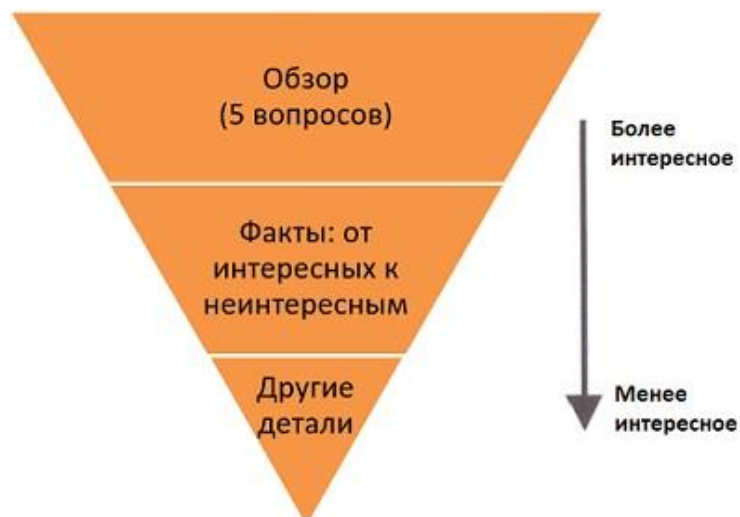 Обзор
(5 вопросов)
Более
интересное
Факты: от
интересных к
неинтересным
Другие
детали
Менее
интересное